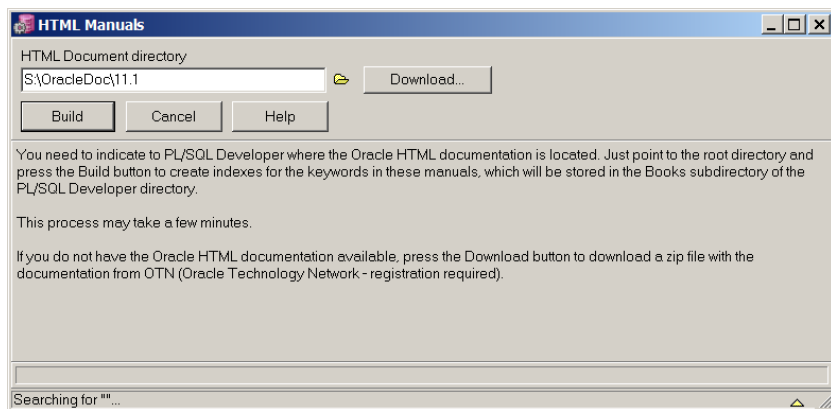 HTML Manuals
HTML Document directory
S:\OracleDoc\11.1
Download...
Build Cancel Help
You need to indicate to PL/SQL Developer where the Oracle HTML documentation is located. Just point to the root directory and
press the Build button to create indexes for the keywords in these manuals, which will be stored in the Books subdirectory of the
PL/SQL Developer directory.
This process may take a few minutes.
If you do not have the Oracle HTML documentation available, press the Download button to download a zip file with the
documentation from OTN (Oracle Technology Network - registration required).
Searching for ""...